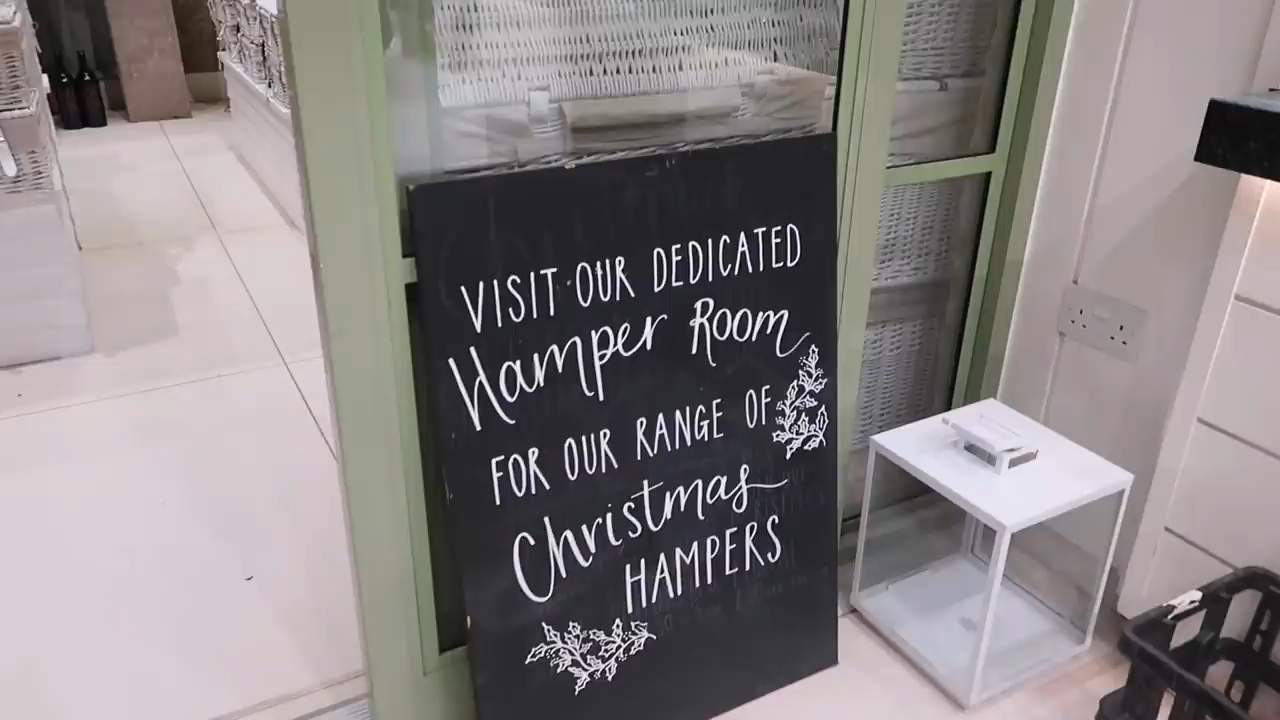 VISIT OUR DEDICATED
Hamper Room
FOR OUR RANGE OF
Christmas
HAMPERS